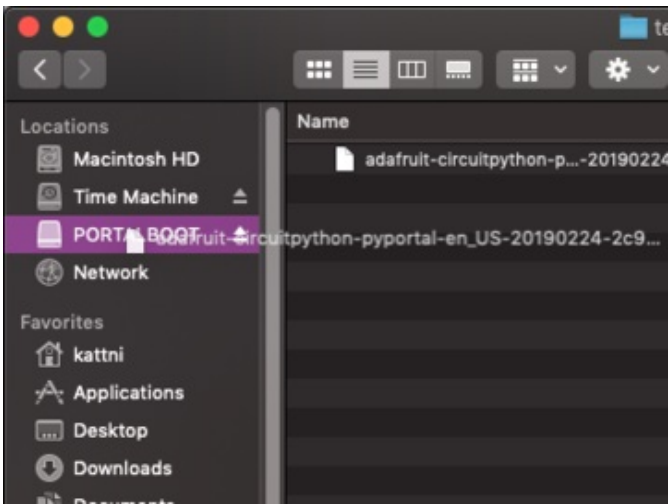 te
Locations
Name
Macintosh HD
adafruit-circuitpython-p...-20190224
Time Machine
PORTALBOOT
adafruit-circuitpython-pyportal-en_US-20190224-2c9...
Network
Favorites
kattni
Applications
Desktop
Downloads
Documents